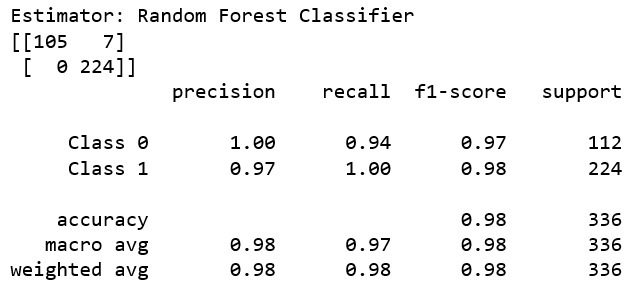 Estimator: Random Forest Classifier
[[105   7]
 [  0 224]]
              precision    recall  f1-score   support

     Class 0       1.00      0.94      0.97       112
     Class 1       0.97      1.00      0.98       224

    accuracy                           0.98       336
   macro avg       0.98      0.97      0.98       336
weighted avg       0.98      0.98      0.98       336